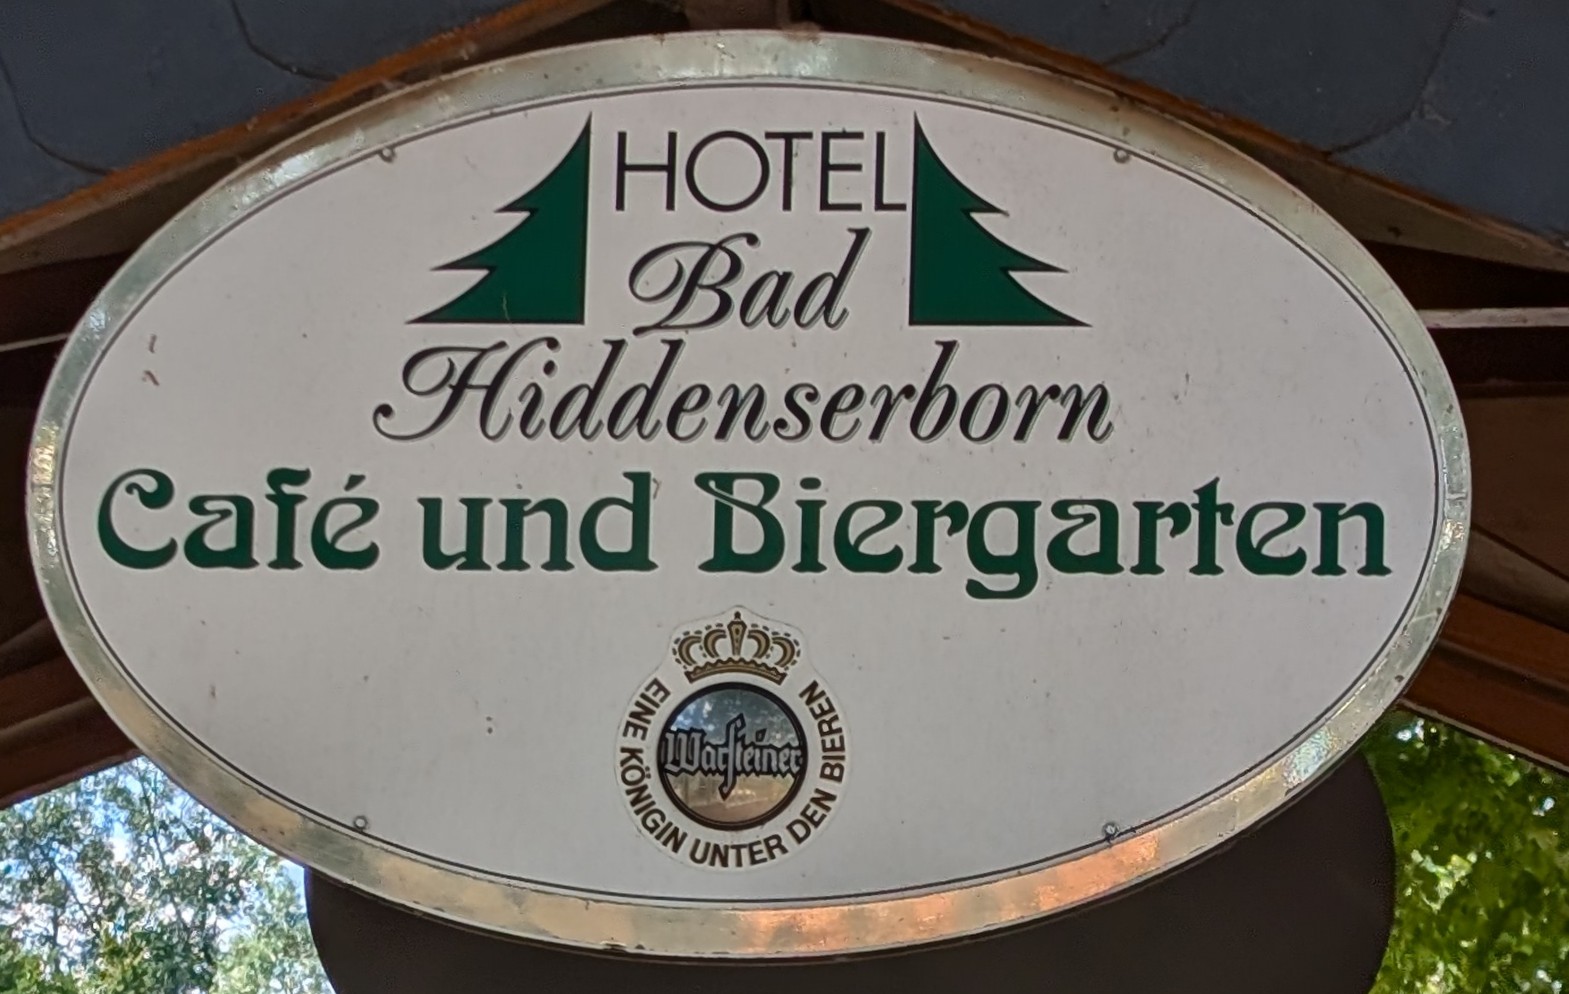 HOTEL
Bad
Hiddenserborn
Café und Biergarten
Warsteiner
EINE KÖNIGIN UNTER DEN BIEREN